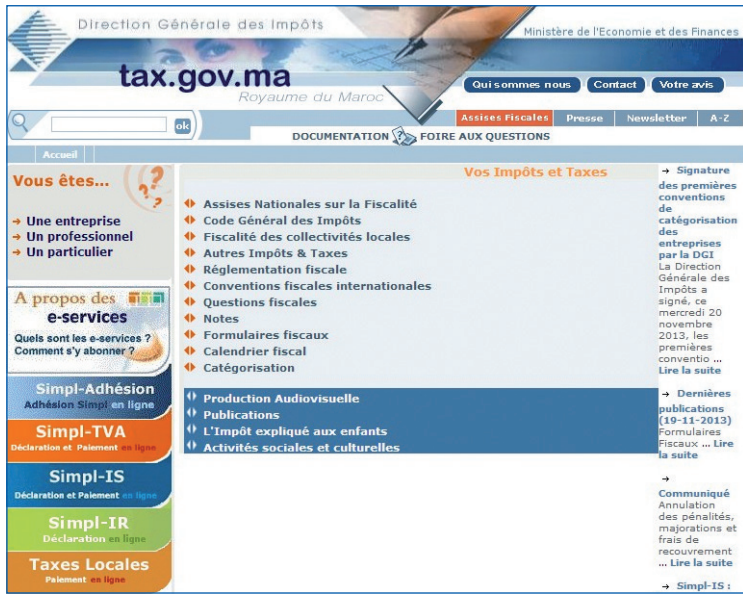 Direction Générale des Impôts
Ministère de l'Economie et des Finances
tax.gov.ma
Royaume du Maroc
Qui sommes nous
Contact
Votre avis
ok
Assises Fiscales
Presse
Newsletter
A-Z
DOCUMENTATION
FOIRE AUX QUESTIONS
Accueil
Vous êtes...
→ Une entreprise
→ Un professionnel
→ Un particulier
A propos des
e-services
Quels sont les e-services ?
Comment s'y abonner ?
Simpl-Adhésion
Adhésion Simpl en ligne
Simpl-TVA
Déclaration et Paiement en ligne
Simpl-IS
Déclaration et Paiement en ligne
Simpl-IR
Déclaration en ligne
Taxes Locales
Paiement en ligne
Vos Impôts et Taxes
Assises Nationales sur la Fiscalité
Code Général des Impôts
Fiscalité des collectivités locales
Autres Impôts & Taxes
Réglementation fiscale
Conventions fiscales internationales
Questions fiscales
Notes
Formulaires fiscaux
Calendrier fiscal
Catégorisation
Production Audiovisuelle
Publications
L'Impôt expliqué aux enfants
Activités sociales et culturelles
→ Signature
des premières
conventions
de
catégorisation
des
entreprises
par la DGI
La Direction
Générale des
Impôts a
signé, ce
mercredi 20
novembre
2013, les
premières
conventio ...
Lire la suite
→ Dernières
publications
(19-11-2013)
Formulaires
Fiscaux ... Lire
la suite
→
Communiqué
Annulation
des pénalités,
majorations et
frais de
recouvrement
... Lire la suite
→ Simpl-IS :